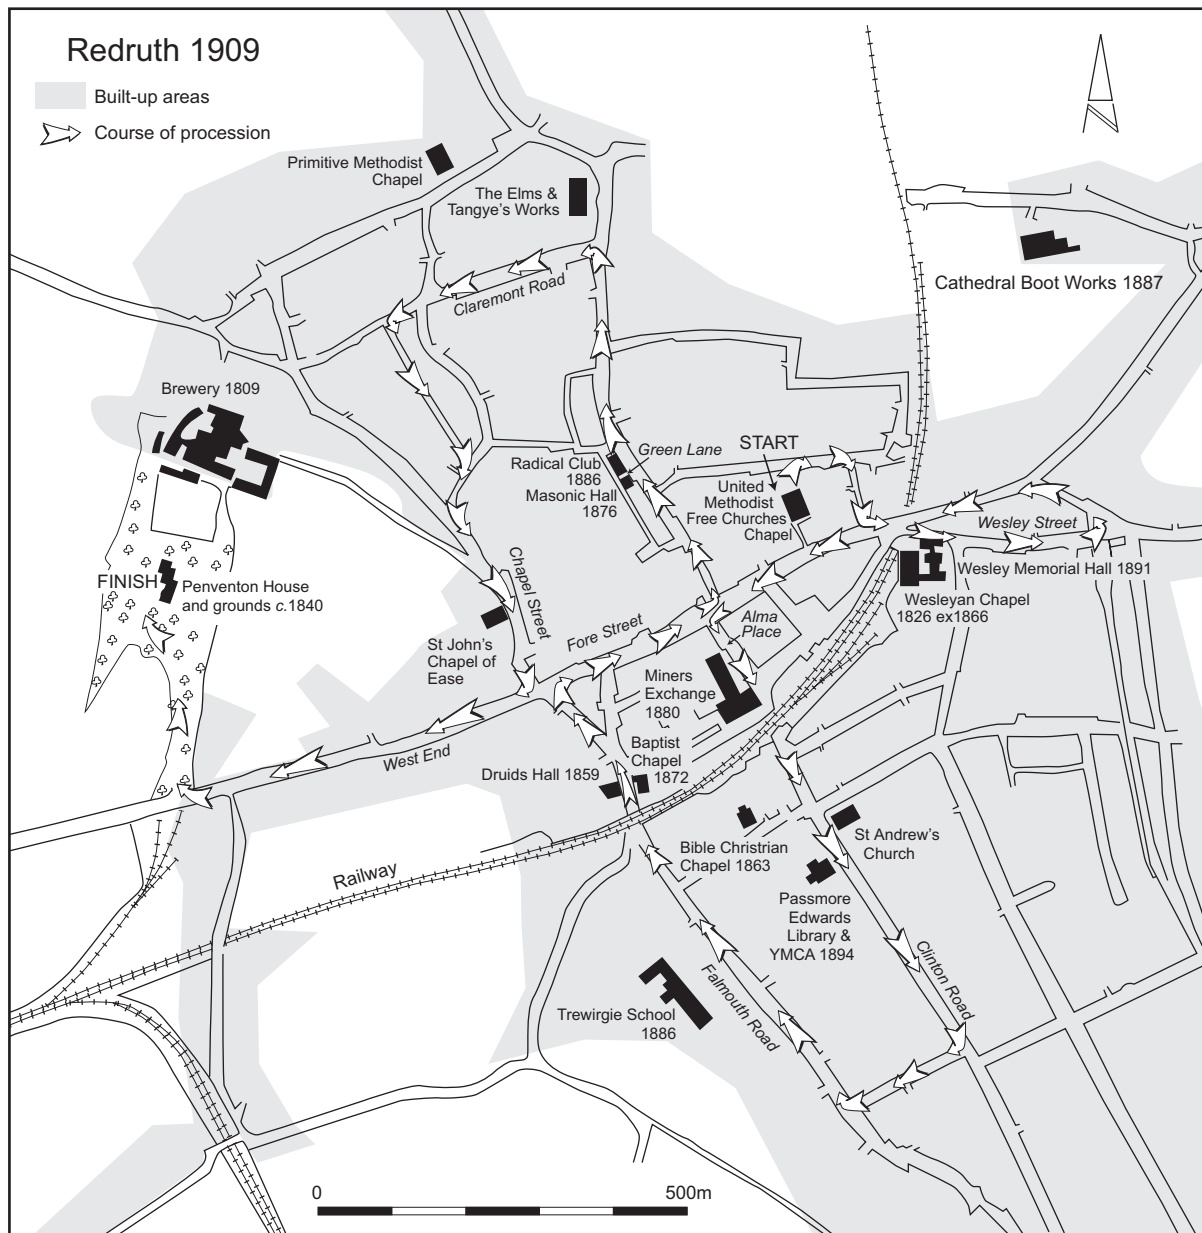 Redruth 1909
Built-up areas
Course of procession
Primitive Methodist
Chapel
The Elms &
Tangye's Works
Cathedral Boot Works 1887
Claremont Road
Brewery 1809
Green Lane
START
Radical Club
1886
Masonic Hall
1876
United
Methodist
Free Churches
Chapel
Wesley Street
Wesley Memorial Hall 1891
Wesleyan Chapel
1826 ex1866
FINISH
Penventon House
and grounds c.1840
Chapel Street
St John's
Chapel of
Ease
Fore Street
Alma
Place
Miners
Exchange
1880
West End
Baptist
Chapel
1872
Druids Hall 1859
Railway
Bible Christian
Chapel 1863
St Andrew's
Church
Passmore
Edwards
Library &
YMCA 1894
Clinton Road
Falmouth Road
Trewirgie School
1886
0
500m